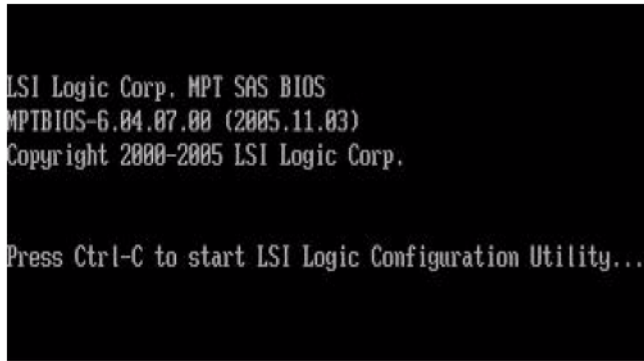 LSI Logic Corp. MPT SAS BIOS
MPTBIOS-6.04.07.00 (2005.11.03)
Copyright 2000-2005 LSI Logic Corp.
Press Ctrl-C to start LSI Logic Configuration Utility...